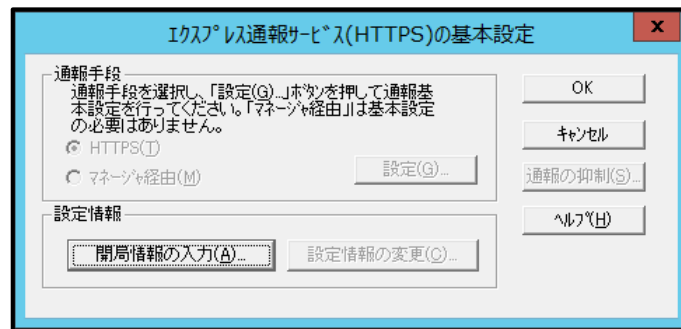 ｴｸｽﾌﾟﾚｽ通報ｻｰﾋﾞｽ(HTTPS)の基本設定
x
通報手段
通報手段を選択し、「設定(G)...」ﾎﾞﾀﾝを押して通報基
本設定を行ってください。「ﾏﾈｰｼﾞｬ経由」は基本設定
の必要はありません。
HTTPS(T)
ﾏﾈｰｼﾞｬ経由(M)
設定(G)...
設定情報
開局情報の入力(A)...
設定情報の変更(C)...
OK
ｷｬﾝｾﾙ
通報の抑制(S)...
ﾍﾙﾌﾟ(H)